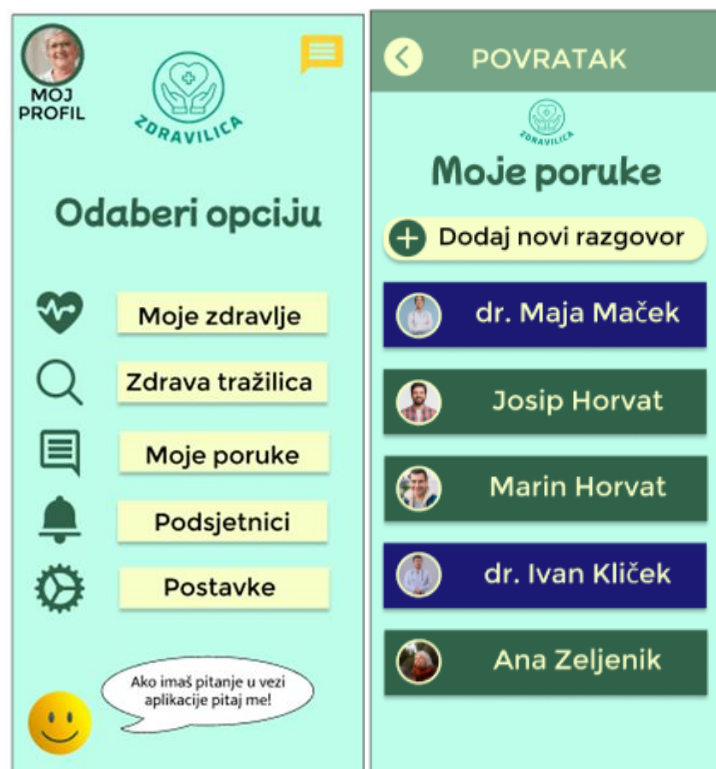 MOJ
PROFIL
ZDRAVILICA
Odaberi opciju
Moje zdravlje
Zdrava tražilica
Moje poruke
Podsjetnici
Postavke
Ako imaš pitanje u vezi
aplikacije pitaj me!
POVRATAK
ZDRAVILICA
Moje poruke
Dodaj novi razgovor
dr. Maja Maček
Josip Horvat
Marin Horvat
dr. Ivan Kliček
Ana Zeljenik